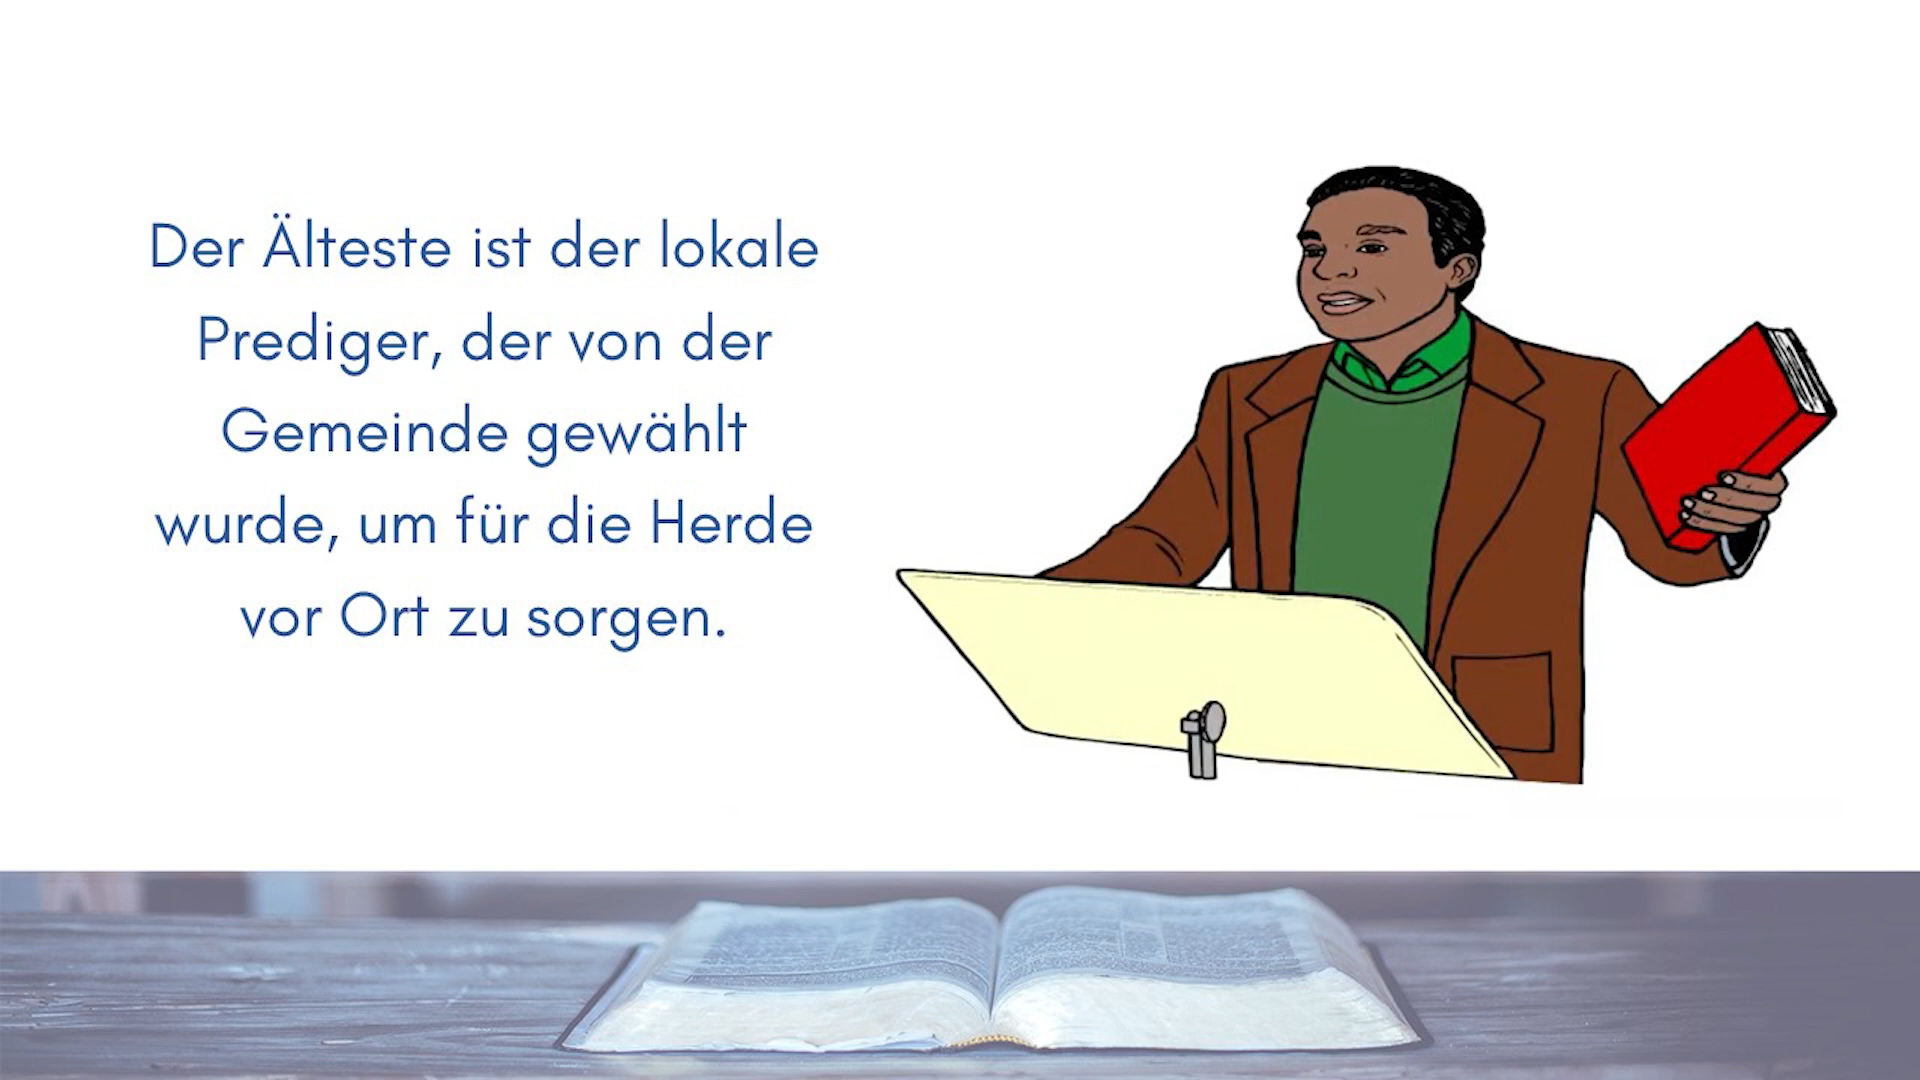 Der Älteste ist der lokale
Prediger, der von der
Gemeinde gewählt
wurde, um für die Herde
vor Ort zu sorgen.